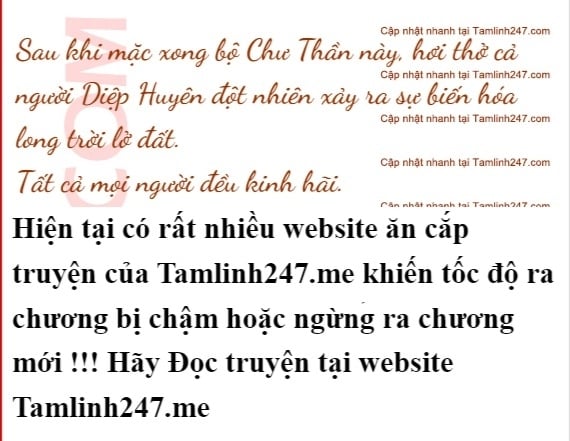 Cập nhật nhanh tại Tamlinh247.com
Sau khi mặc xong bộ Chư Thần này, hơi thở cả
Cập nhật nhanh tại Tamlinh247.com
người Diệp Huyên đột nhiên xảy ra sự biến hóa
Cập nhật nhanh tại Tamlinh247.com
long trời lở đất.
Cập nhật nhanh tại Tamlinh247.com
Tất cả mọi người đều kinh hãi.
Cập nhật nhanh tại Tamlinh247.com
COM
Hiện tại có rất nhiều website ăn cắp
truyện của Tamlinh247.me khiến tốc độ ra
chương bị chậm hoặc ngừng ra chương
mới !!! Hãy Đọc truyện tại website
Tamlinh247.me